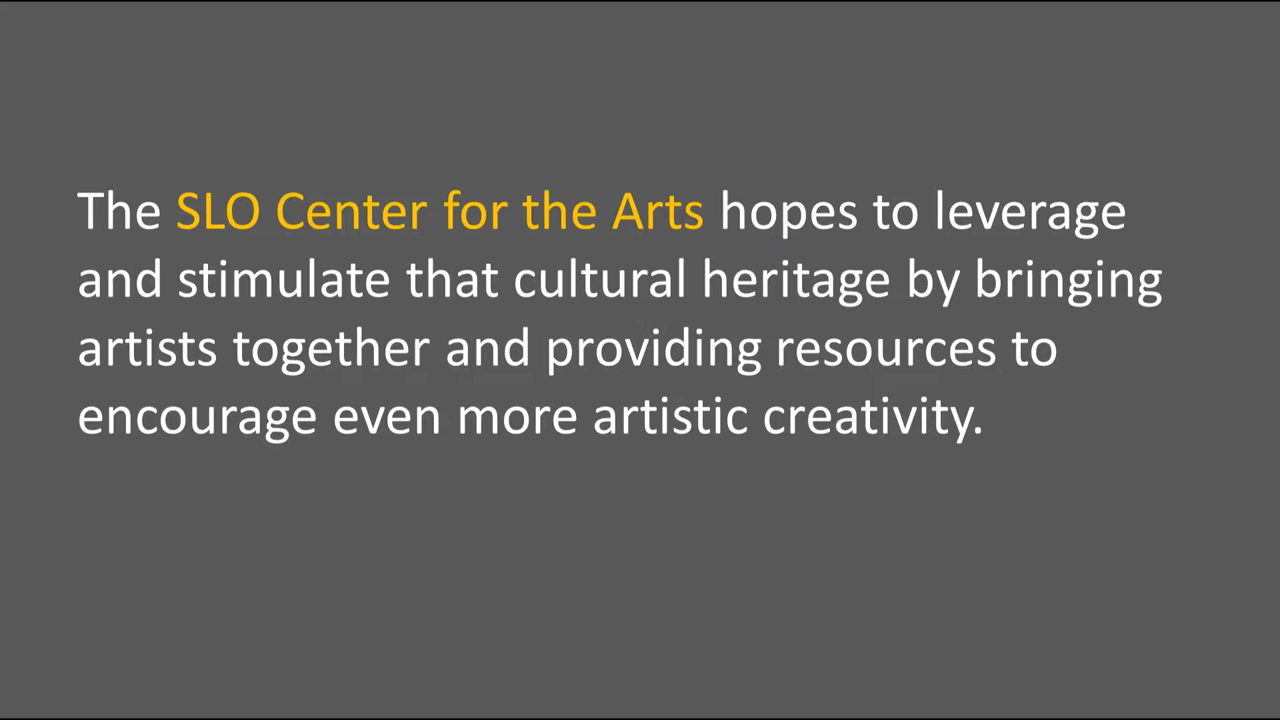 The SLO Center for the Arts hopes to leverage
and stimulate that cultural heritage by bringing
artists together and providing resources to
encourage even more artistic creativity.